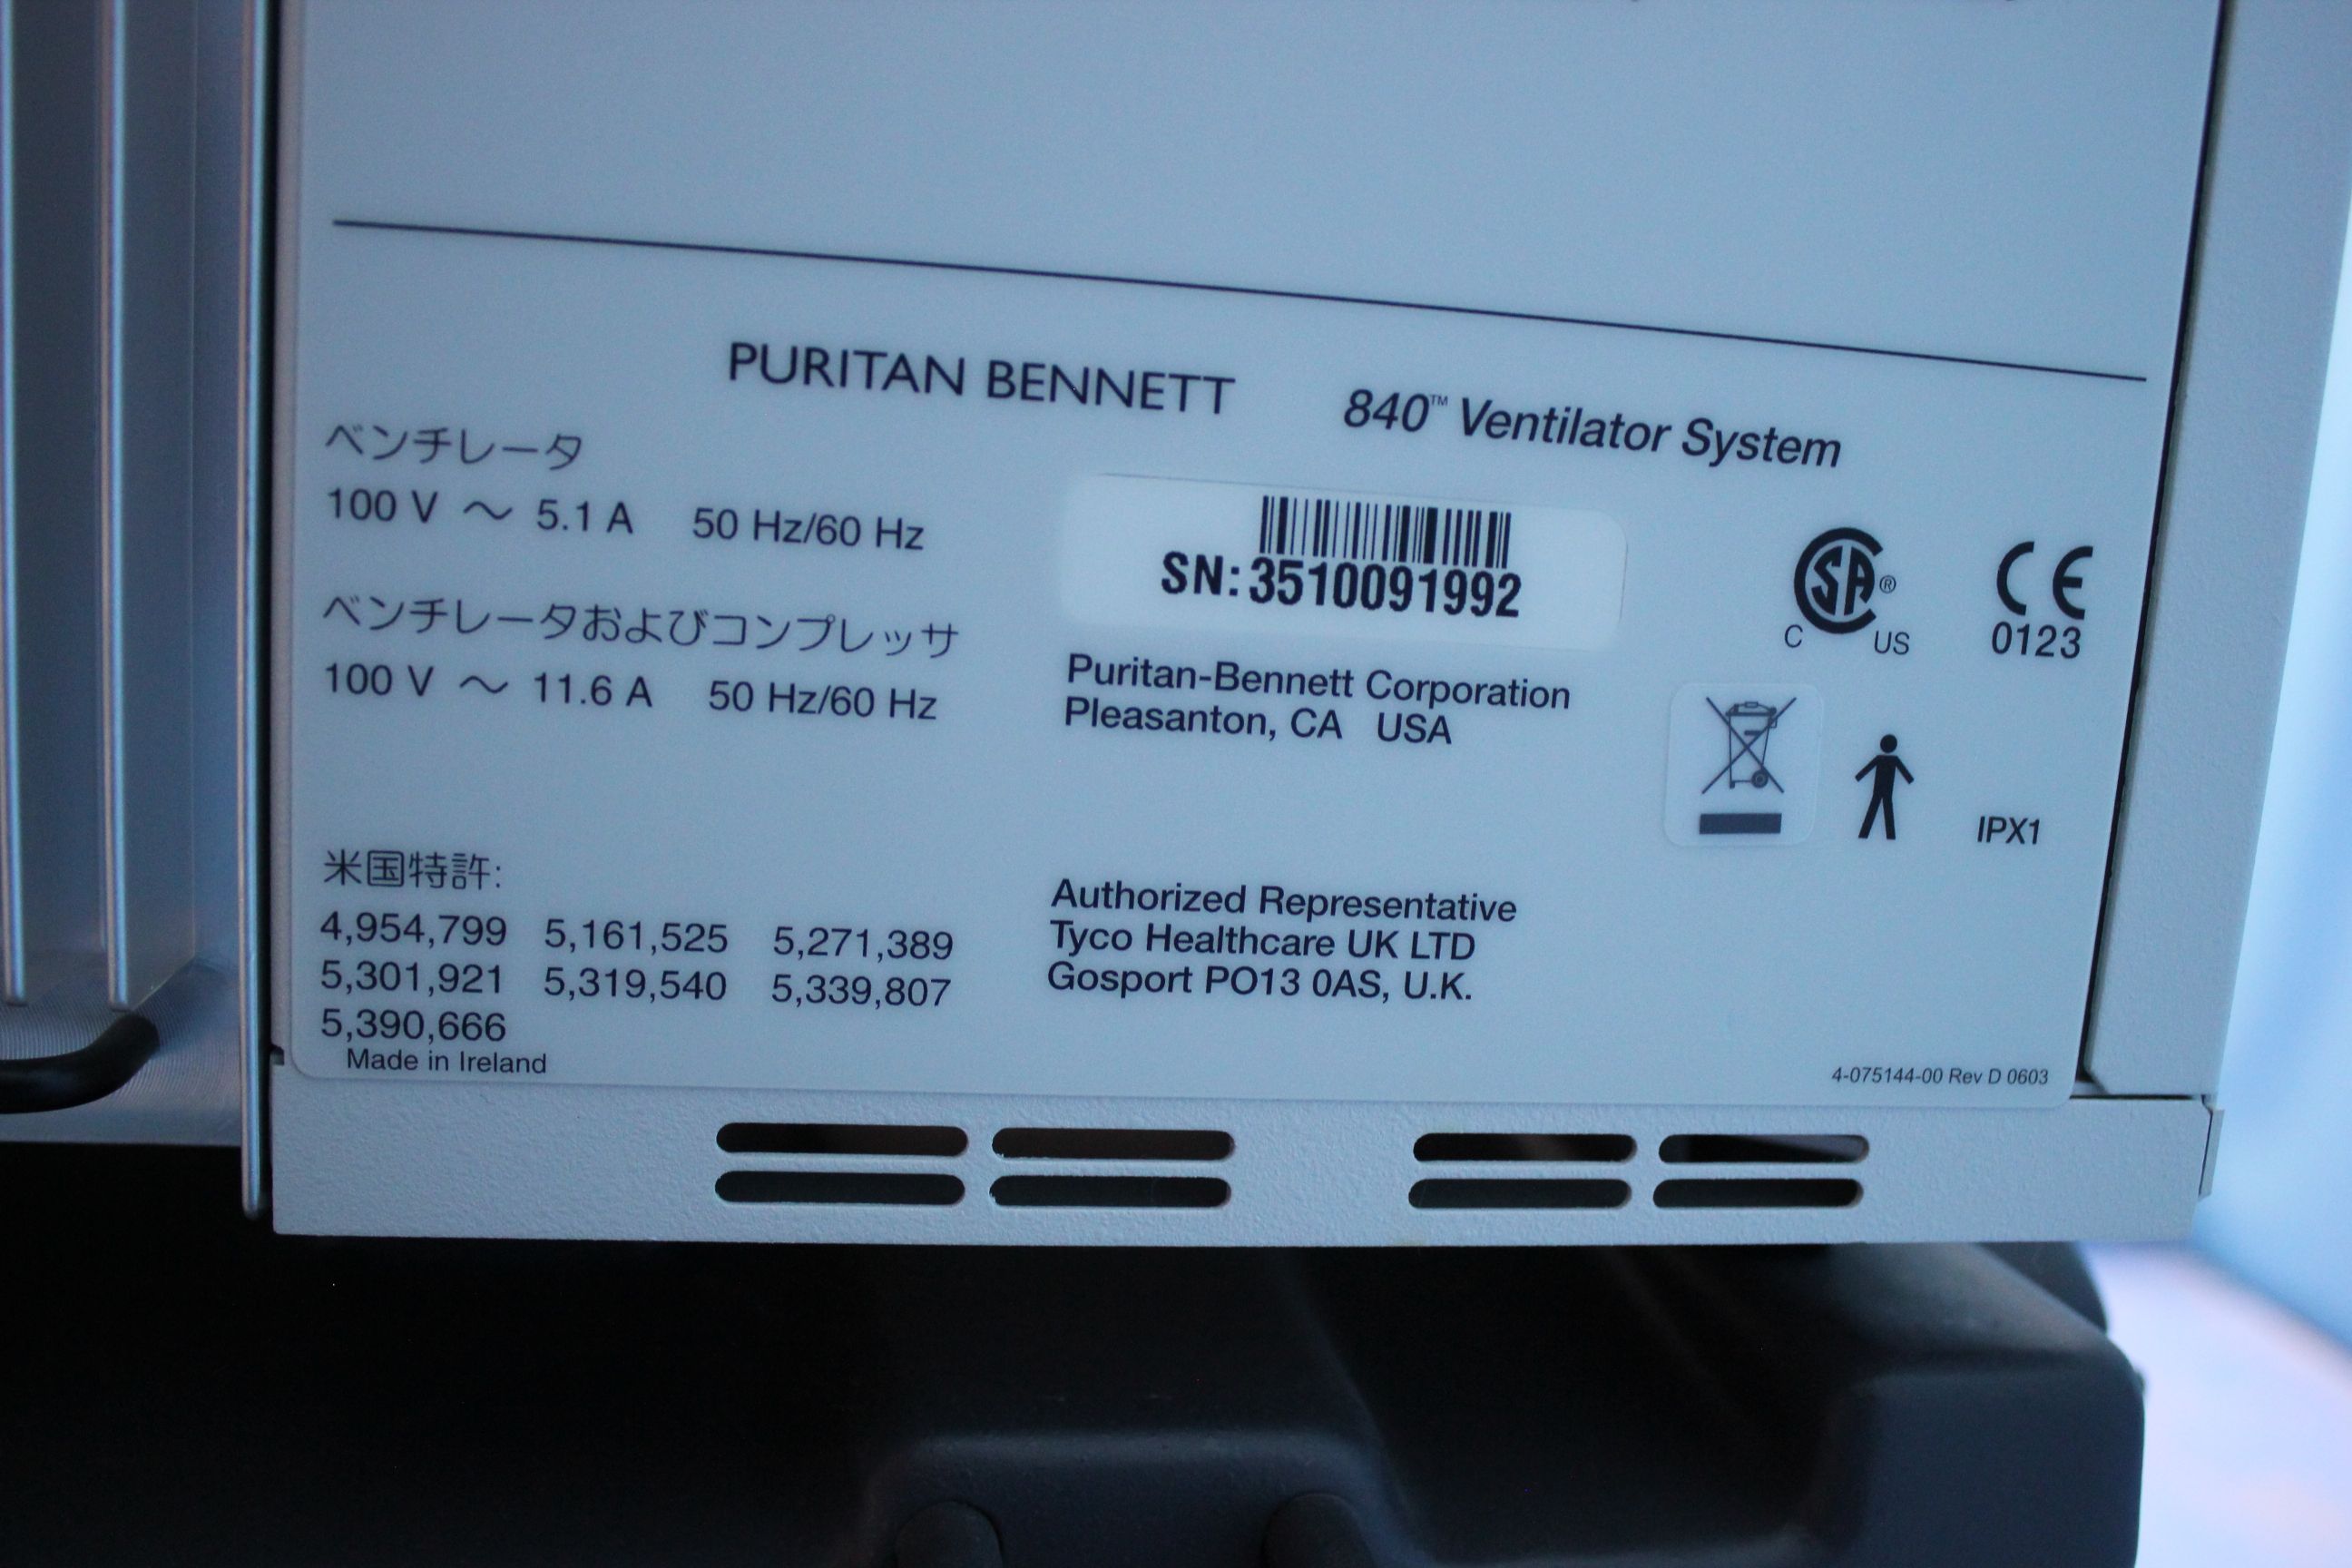 PURITAN BENNETT 840™ Ventilator System
ベンチレータ
100 V ～ 5.1 A 50 Hz/60 Hz
ベンチレータおよびコンプレッサ
100 V ～ 11.6 A 50 Hz/60 Hz
米国特許:
4,954,799 5,161,525 5,271,389
5,301,921 5,319,540 5,339,807
5,390,666
Made in Ireland
SN: 3510091992
Puritan-Bennett Corporation
Pleasanton, CA USA
Authorized Representative
Tyco Healthcare UK LTD
Gosport PO13 0AS, U.K.
SA®
C US
CE
0123
IPX1
4-075144-00 Rev D 0603